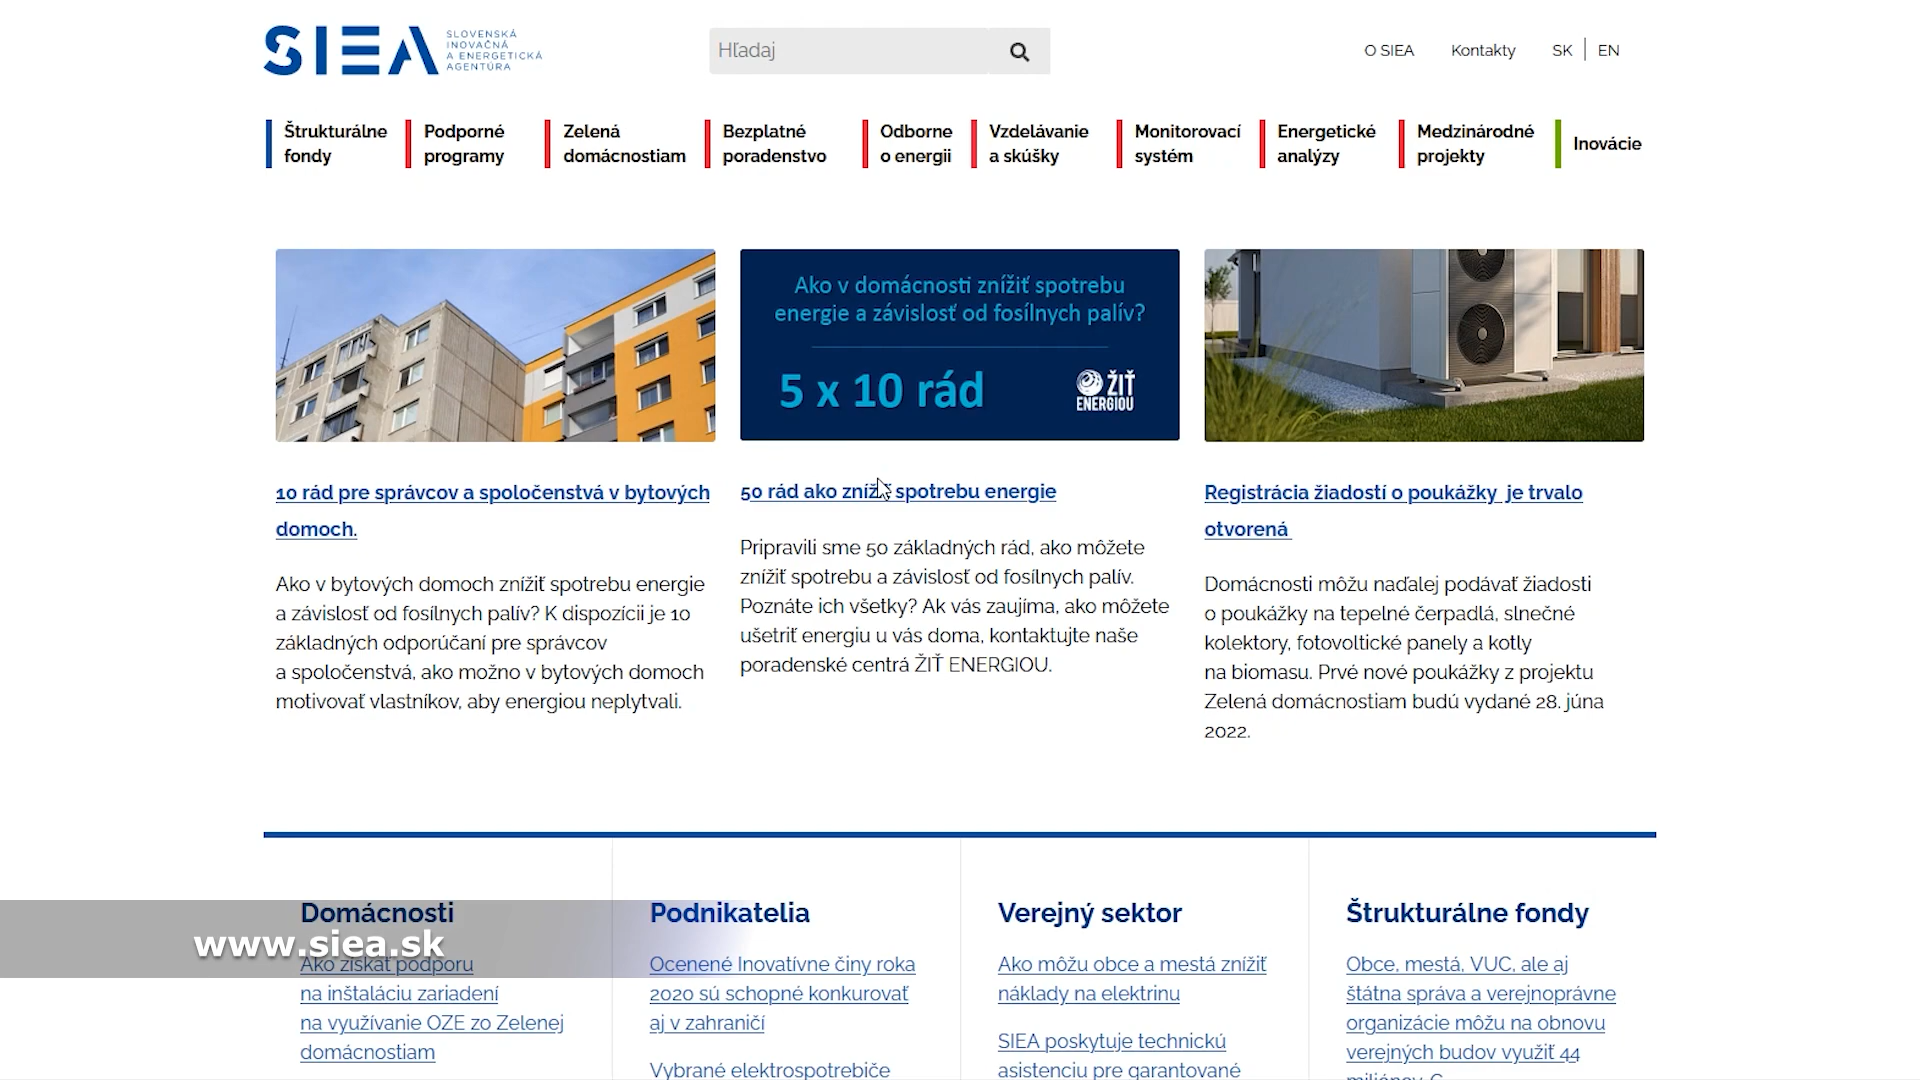 SIEA
SLOVENSKÁ
INOVAČNÁ
A ENERGETICKÁ
AGENTÚRA
Hľadaj
O SIEA
Kontakty
SK
EN
Štrukturálne
fondy
Podporné
programy
Zelená
domácnostiam
Bezplatné
poradenstvo
Odborne
o energii
Vzdelávanie
a skúšky
Monitorovací
systém
Energetické
analýzy
Medzinárodné
projekty
Inovácie
10 rád pre správcov a spoločenstvá v bytových
domoch.
Ako v bytových domoch znížiť spotrebu energie
a závislosť od fosílnych palív? K dispozícii je 10
základných odporúčaní pre správcov
a spoločenstvá, ako možno v bytových domoch
motivovať vlastníkov, aby energiou neplytvali.
Ako v domácnosti znížiť spotrebu
energie a závislosť od fosílnych palív?
5 x 10 rád
ŽIŤ
ENERGIOU
50 rád ako znížiť spotrebu energie
Pripravili sme 50 základných rád, ako môžete
znížiť spotrebu a závislosť od fosílnych palív.
Poznáte ich všetky? Ak vás zaujíma, ako môžete
ušetriť energiu u vás doma, kontaktujte naše
poradenské centrá ŽIŤ ENERGIOU.
Registrácia žiadostí o poukážky je trvalo
otvorená
Domácnosti môžu naďalej podávať žiadosti
o poukážky na tepelné čerpadlá, slnečné
kolektory, fotovoltické panely a kotly
na biomasu. Prvé nové poukážky z projektu
Zelená domácnostiam budú vydané 28. júna
2022.
Domácnosti
www.siea.sk
Ako získať podporu
na inštaláciu zariadení
na využívanie OZE zo Zelenej
domácnostiam
Podnikatelia
Ocenené Inovatívne činy roka
2020 sú schopné konkurovať
aj v zahraničí
Vybrané elektrospotrebiče
Verejný sektor
Ako môžu obce a mestá znížiť
náklady na elektrinu
SIEA poskytuje technickú
asistenciu pre garantované
Štrukturálne fondy
Obce, mestá, VUC, ale aj
štátna správa a verejnoprávne
organizácie môžu na obnovu
verejných budov využiť 44
miliónov €